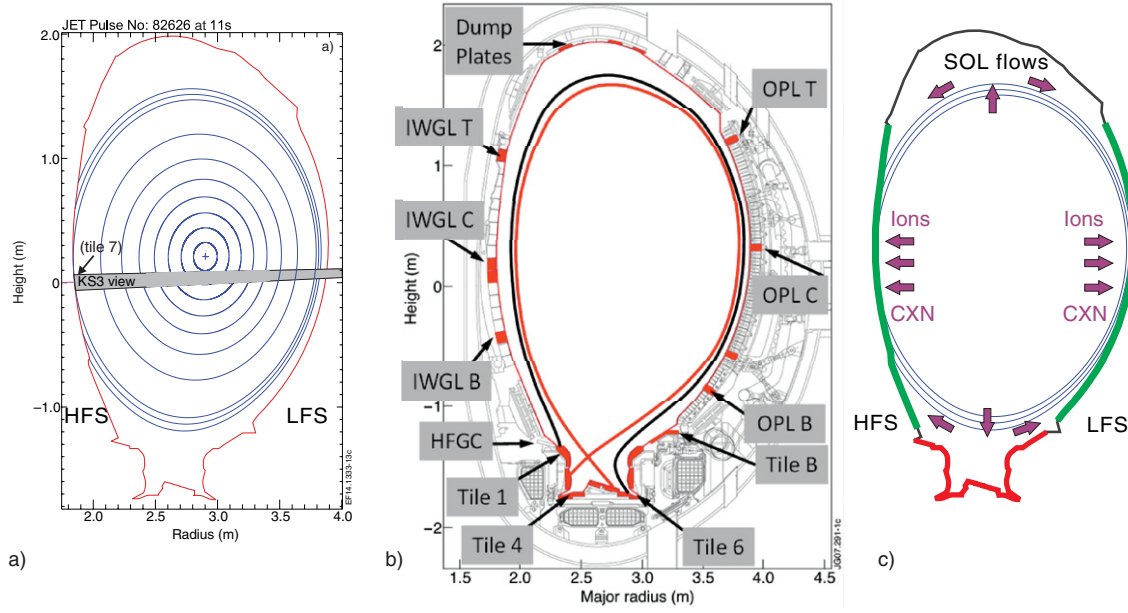 JET Pulse No: 82626 at 11s
a)
2.0
1.0
0
−1.0
Height (m)
(tile 7)
KS3 view
HFS
LFS
2.0
2.5
3.0
3.5
4.0
Radius (m)
EF14.1333-13c
a)
Dump
Plates
OPL T
IWGL T
IWGL C
OPL C
IWGL B
OPL B
HFGC
Tile B
Tile 1
Tile 4
Tile 6
2
1
0
-1
-2
Height (m)
1.5
2.0
2.5
3.0
3.5
4.0
4.5
Major radius (m)
JG07.291-1c
b)
SOL flows
Ions
Ions
CXN
CXN
HFS
LFS
c)